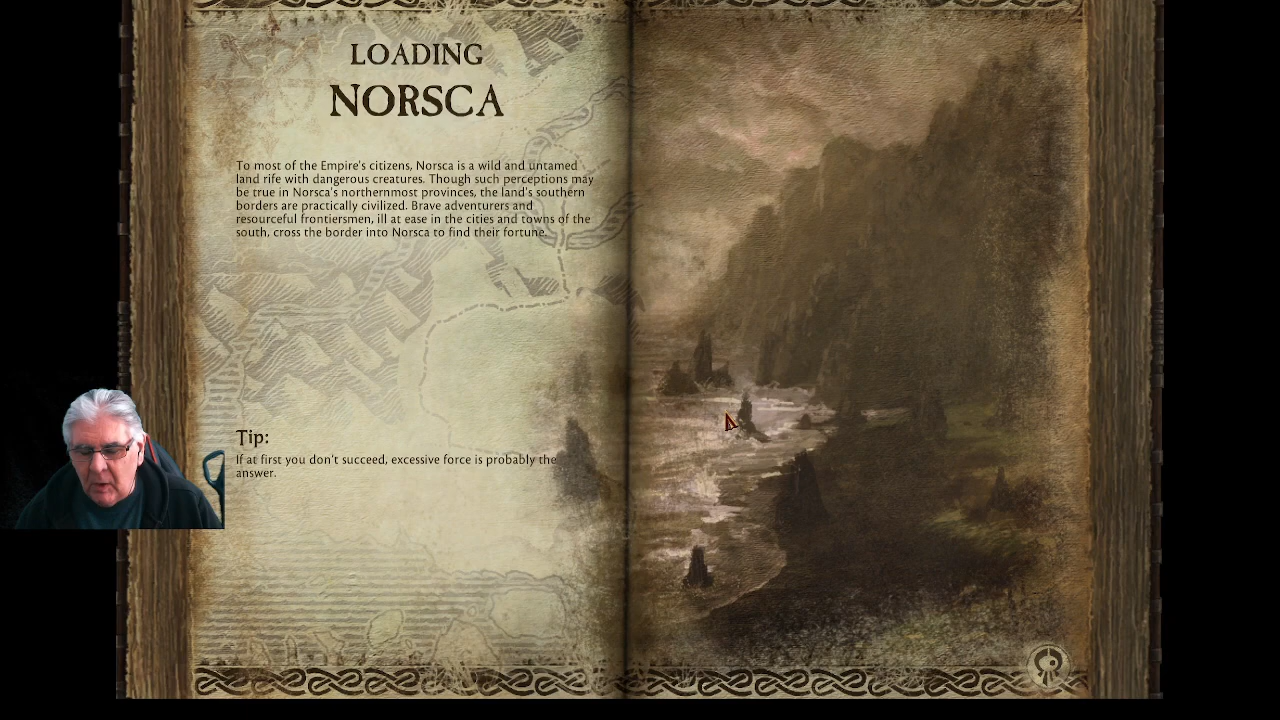 LOADING
NORSCA
To most of the Empire's citizens, Norsca is a wild and untamed
land rife with dangerous creatures. Though such perceptions may
be true in Norsca's northernmost provinces, the land's southern
borders are practically civilized. Brave adventurers and
resourceful frontiersmen, ill at ease in the cities and towns of the
south, cross the border into Norsca to find their fortune.
Tip:
If at first you don't succeed, excessive force is probably the
answer.